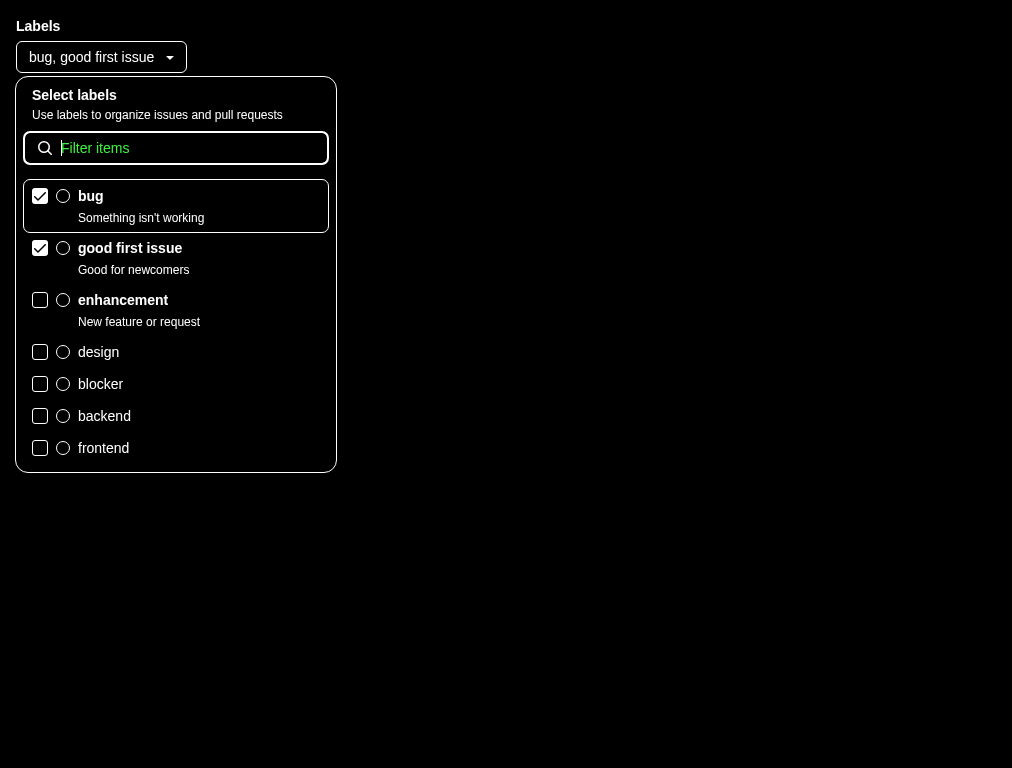 Labels
bug, good first issue
Select labels
Use labels to organize issues and pull requests
Filter items
bug
Something isn't working
good first issue
Good for newcomers
enhancement
New feature or request
design
blocker
backend
frontend